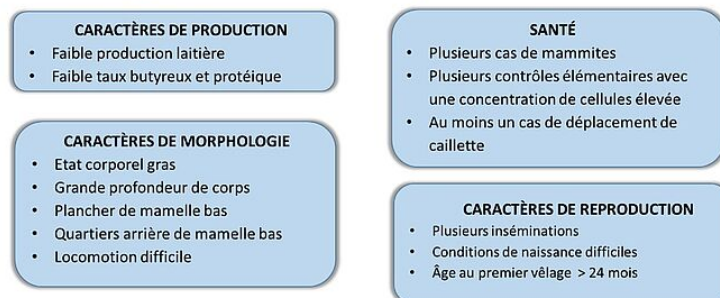 CARACTÈRES DE PRODUCTION
• Faible production laitière
• Faible taux butyreux et protéique
CARACTÈRES DE MORPHOLOGIE
• Etat corporel gras
• Grande profondeur de corps
• Plancher de mamelle bas
• Quartiers arrière de mamelle bas
• Locomotion difficile
SANTÉ
• Plusieurs cas de mammites
• Plusieurs contrôles élémentaires avec
une concentration de cellules élevée
• Au moins un cas de déplacement de
caillette
CARACTÈRES DE REPRODUCTION
• Plusieurs inséminations
• Conditions de naissance difficiles
• Âge au premier vêlage > 24 mois